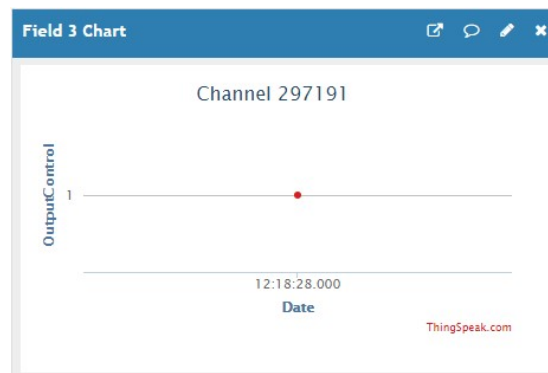 Field 3 Chart
Channel 297191
OutputControl
1
12:18:28.000
Date
ThingSpeak.com